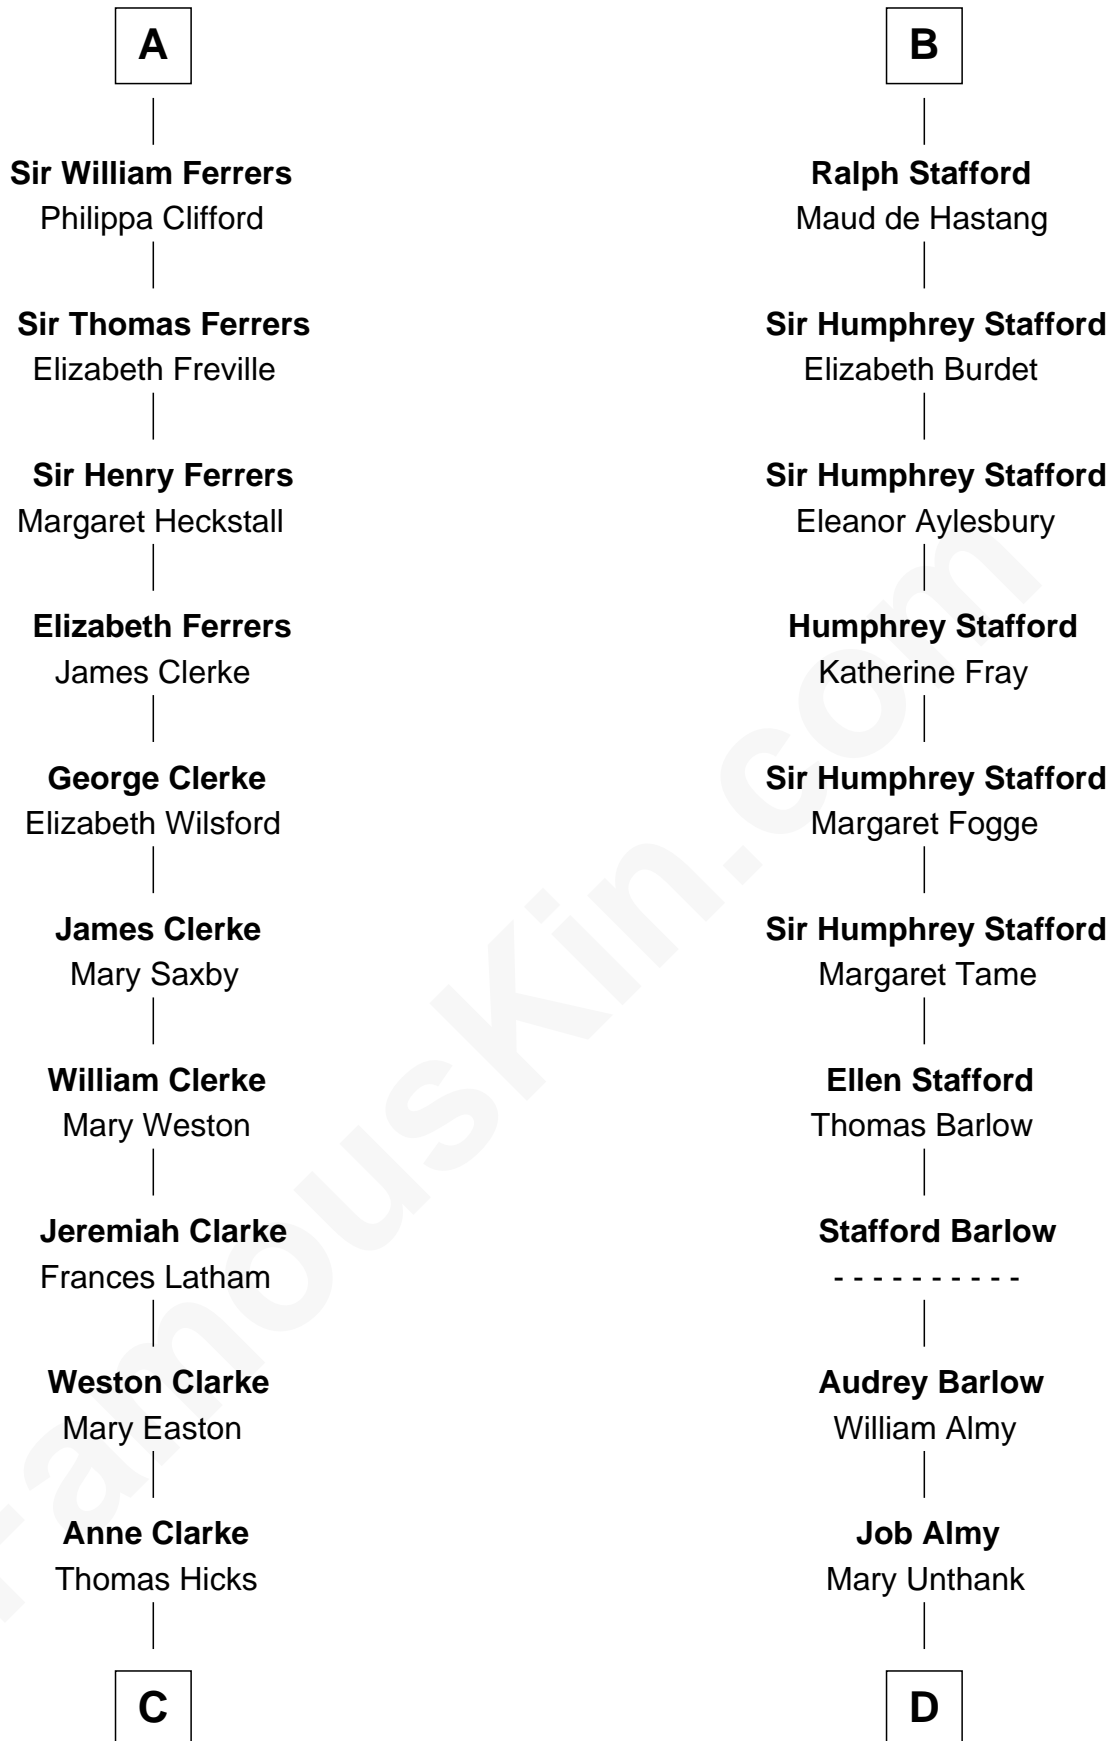 A
Sir William Ferrers
Philippa Clifford
Sir Thomas Ferrers
Elizabeth Freville
Sir Henry Ferrers
Margaret Heckstall
Elizabeth Ferrers
James Clerke
George Clerke
Elizabeth Wilsford
James Clerke
Mary Saxby
William Clerke
Mary Weston
Jeremiah Clarke
Frances Latham
Weston Clarke
Mary Easton
Anne Clarke
Thomas Hicks
C
B
Ralph Stafford
Maud de Hastang
Sir Humphrey Stafford
Elizabeth Burdet
Sir Humphrey Stafford
Eleanor Aylesbury
Humphrey Stafford
Katherine Fray
Sir Humphrey Stafford
Margaret Fogge
Sir Humphrey Stafford
Margaret Tame
Ellen Stafford
Thomas Barlow
Stafford Barlow
- - - - - - - - - -
Audrey Barlow
William Almy
Job Almy
Mary Unthank
D
FamousKin.com